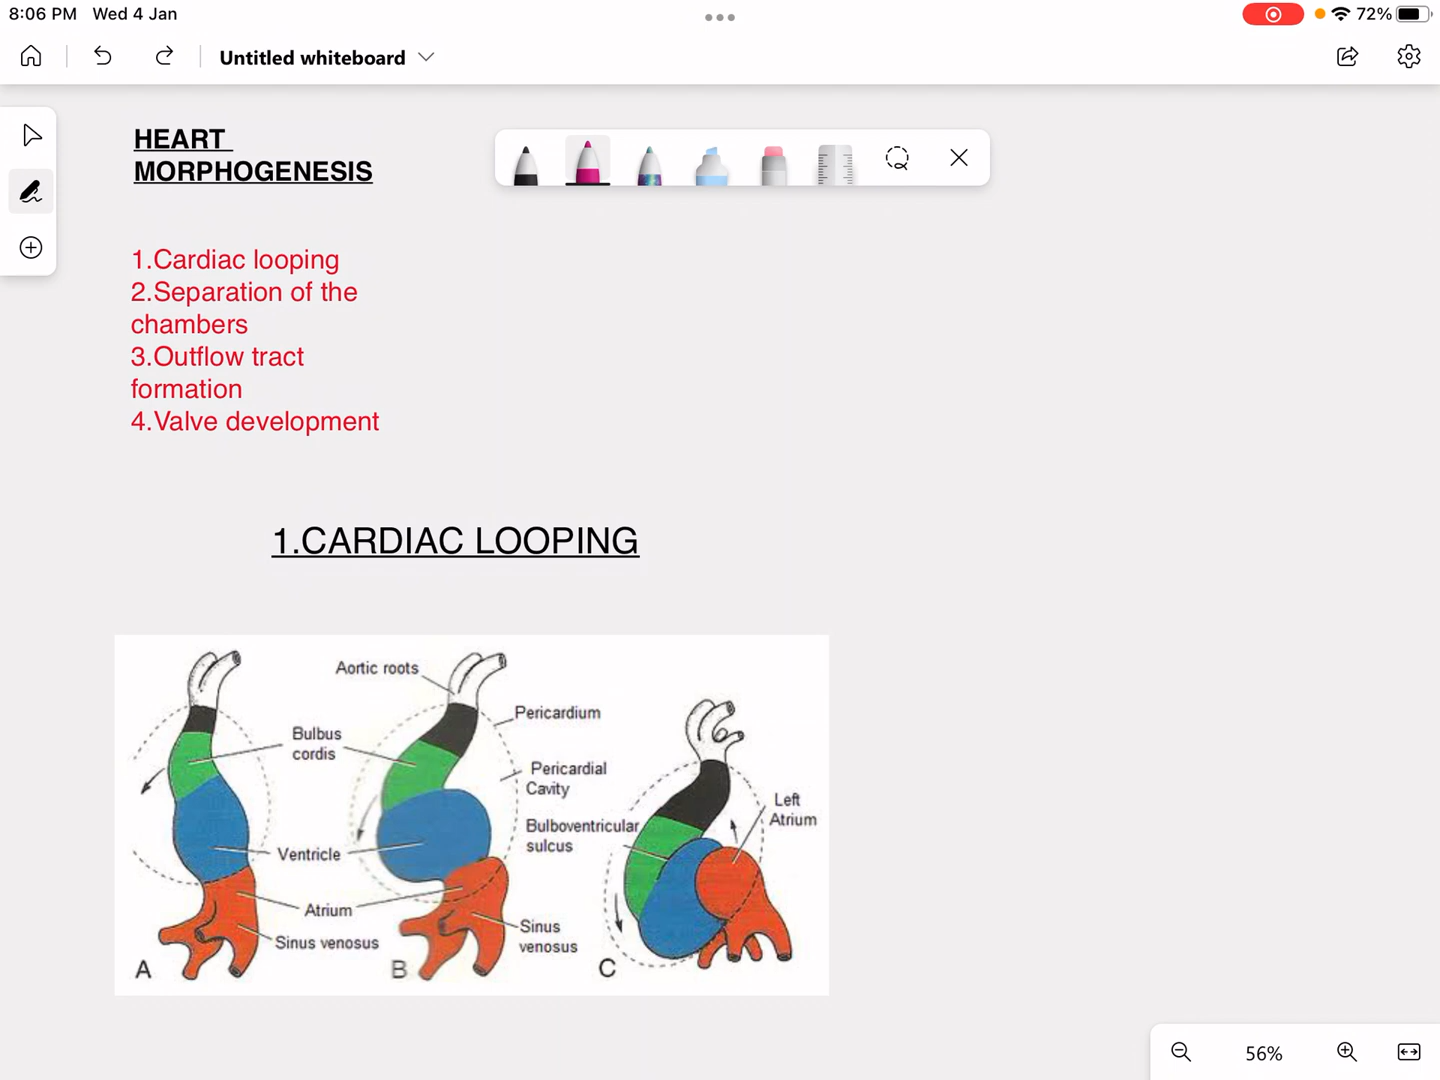 8:06 PM Wed 4 Jan
72%
Untitled whiteboard
HEART
MORPHOGENESIS
1.Cardiac looping
2.Separation of the
chambers
3.Outflow tract
formation
4.Valve development
1.CARDIAC LOOPING
Aortic roots
Pericardium
Bulbus
cordis
Pericardial
Cavity
Left
Atrium
Bulboventricular
sulcus
Ventricle
Atrium
Sinus venosus
Sinus
venosus
A
B
C
56%